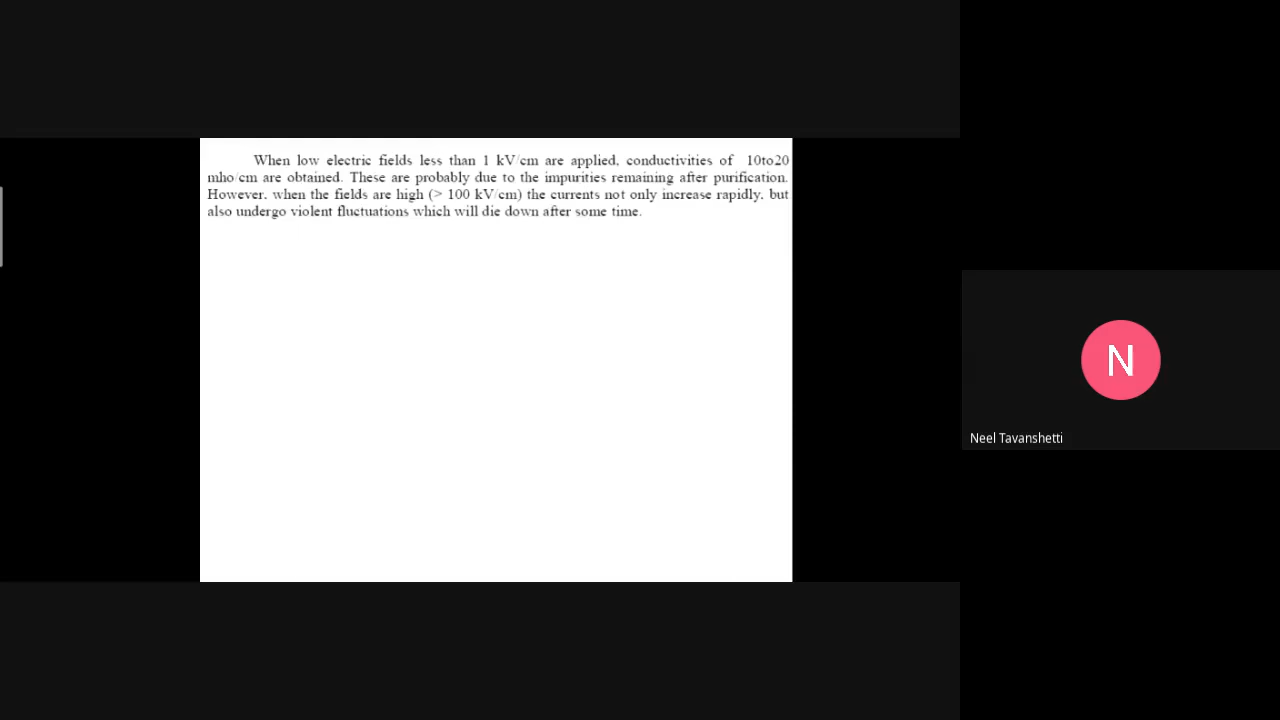 When low electric fields less than 1 kV/cm are applied, conductivities of 10to20
mho/cm are obtained. These are probably due to the impurities remaining after purification.
However, when the fields are high (> 100 kV/cm) the currents not only increase rapidly, but
also undergo violent fluctuations which will die down after some time.
N
Neel Tavanshetti